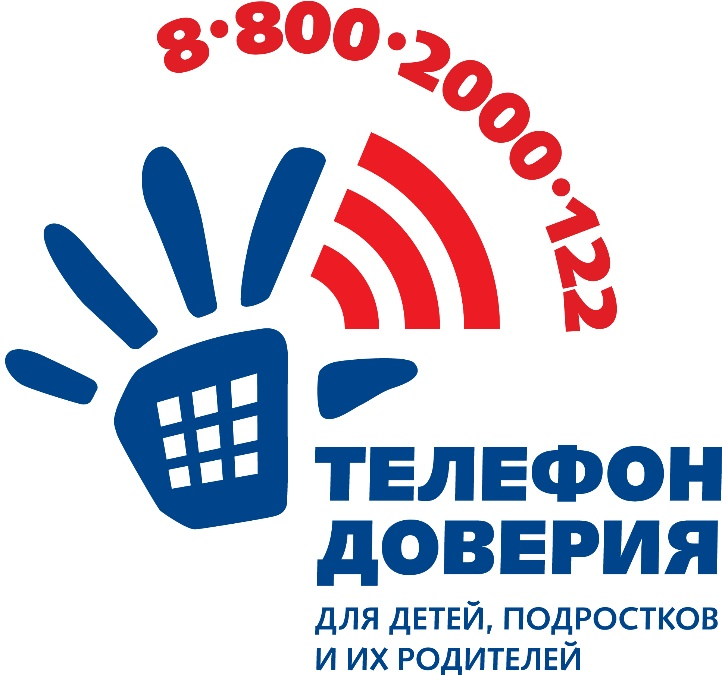 8·800·2000·122
ТЕЛЕФОН
ДОВЕРИЯ
ДЛЯ ДЕТЕЙ, ПОДРОСТКОВ
И ИХ РОДИТЕЛЕЙ